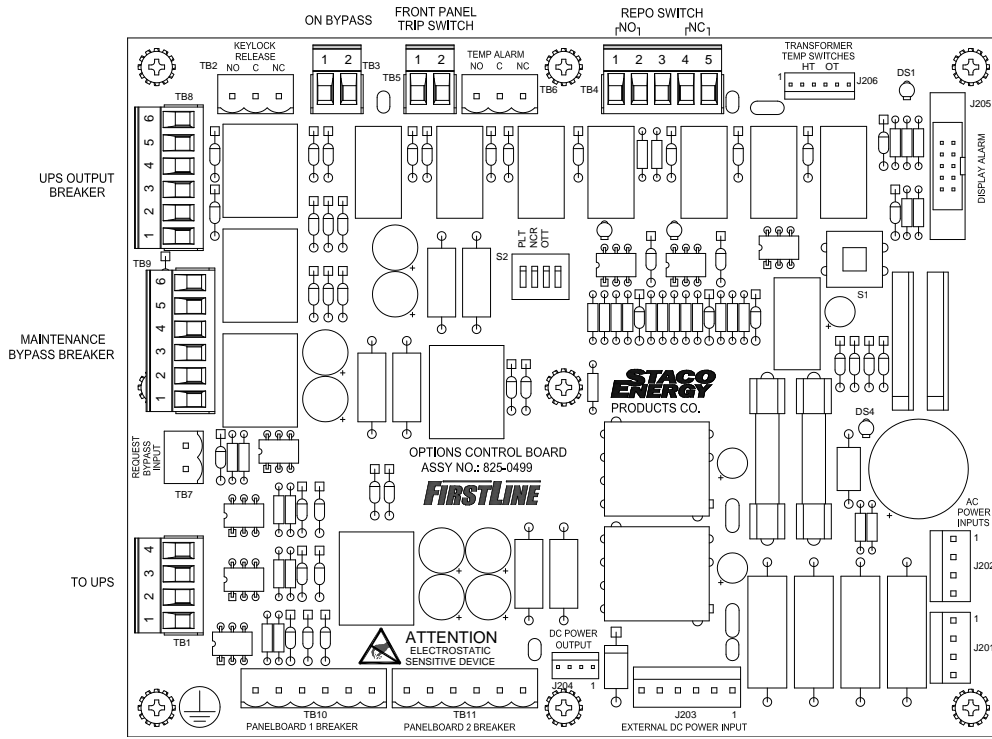 ON BYPASS
FRONT PANEL
TRIP SWITCH
REPO SWITCH
NO NC
KEYLOCK
RELEASE
TB2 NO C NC
1 2 TB3
TB5 1 2
TEMP ALARM
NO C NC
TB6
TB4 1 2 3 4 5
TRANSFORMER
TEMP SWITCHES
HT OT
1 J206
DS1
J205
DISPLAY ALARM
TB8
6
5
4
3
2
1
UPS OUTPUT
BREAKER
TB9
6
5
4
3
2
1
MAINTENANCE
BYPASS BREAKER
S2
PLT
NCR
OTT
S1
STACO
ENERGY
PRODUCTS CO.
DS4
REQUEST
BYPASS
INPUT
TB7
OPTIONS CONTROL BOARD
ASSY NO.: 825-0499
FIRSTLINE
AC
POWER
INPUTS
1
J202
1
J201
TO UPS
4
3
2
1
TB1
ATTENTION
ELECTROSTATIC
SENSITIVE DEVICE
DC POWER
OUTPUT
J204 1
TB10
PANELBOARD 1 BREAKER
TB11
PANELBOARD 2 BREAKER
J203 1
EXTERNAL DC POWER INPUT